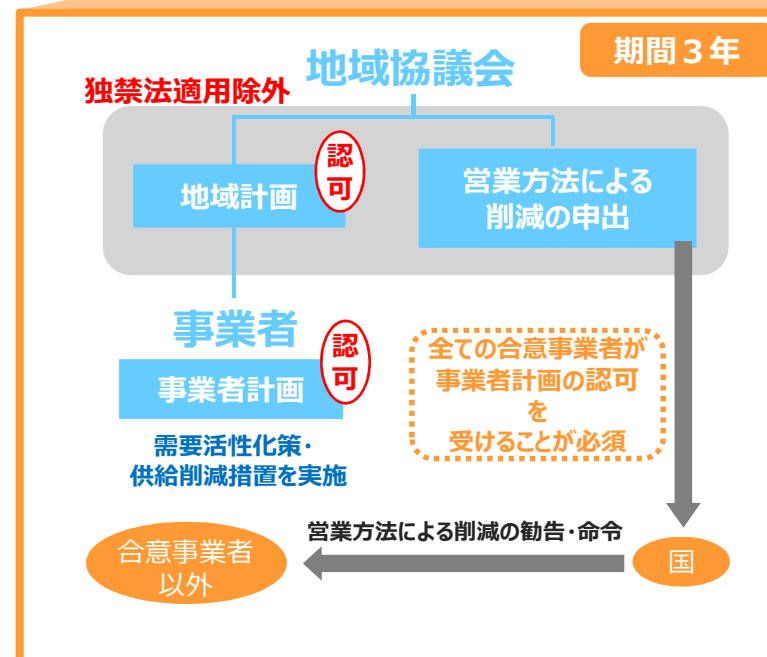 期間３年
地域協議会
独禁法適用除外
認
可
地域計画
営業方法による
削減の申出
事業者
認
可
事業者計画
全ての合意事業者が
事業者計画の認可
を
受けることが必須
需要活性化策・
供給削減措置を実施
営業方法による削減の勧告・命令
合意事業者
以外
国